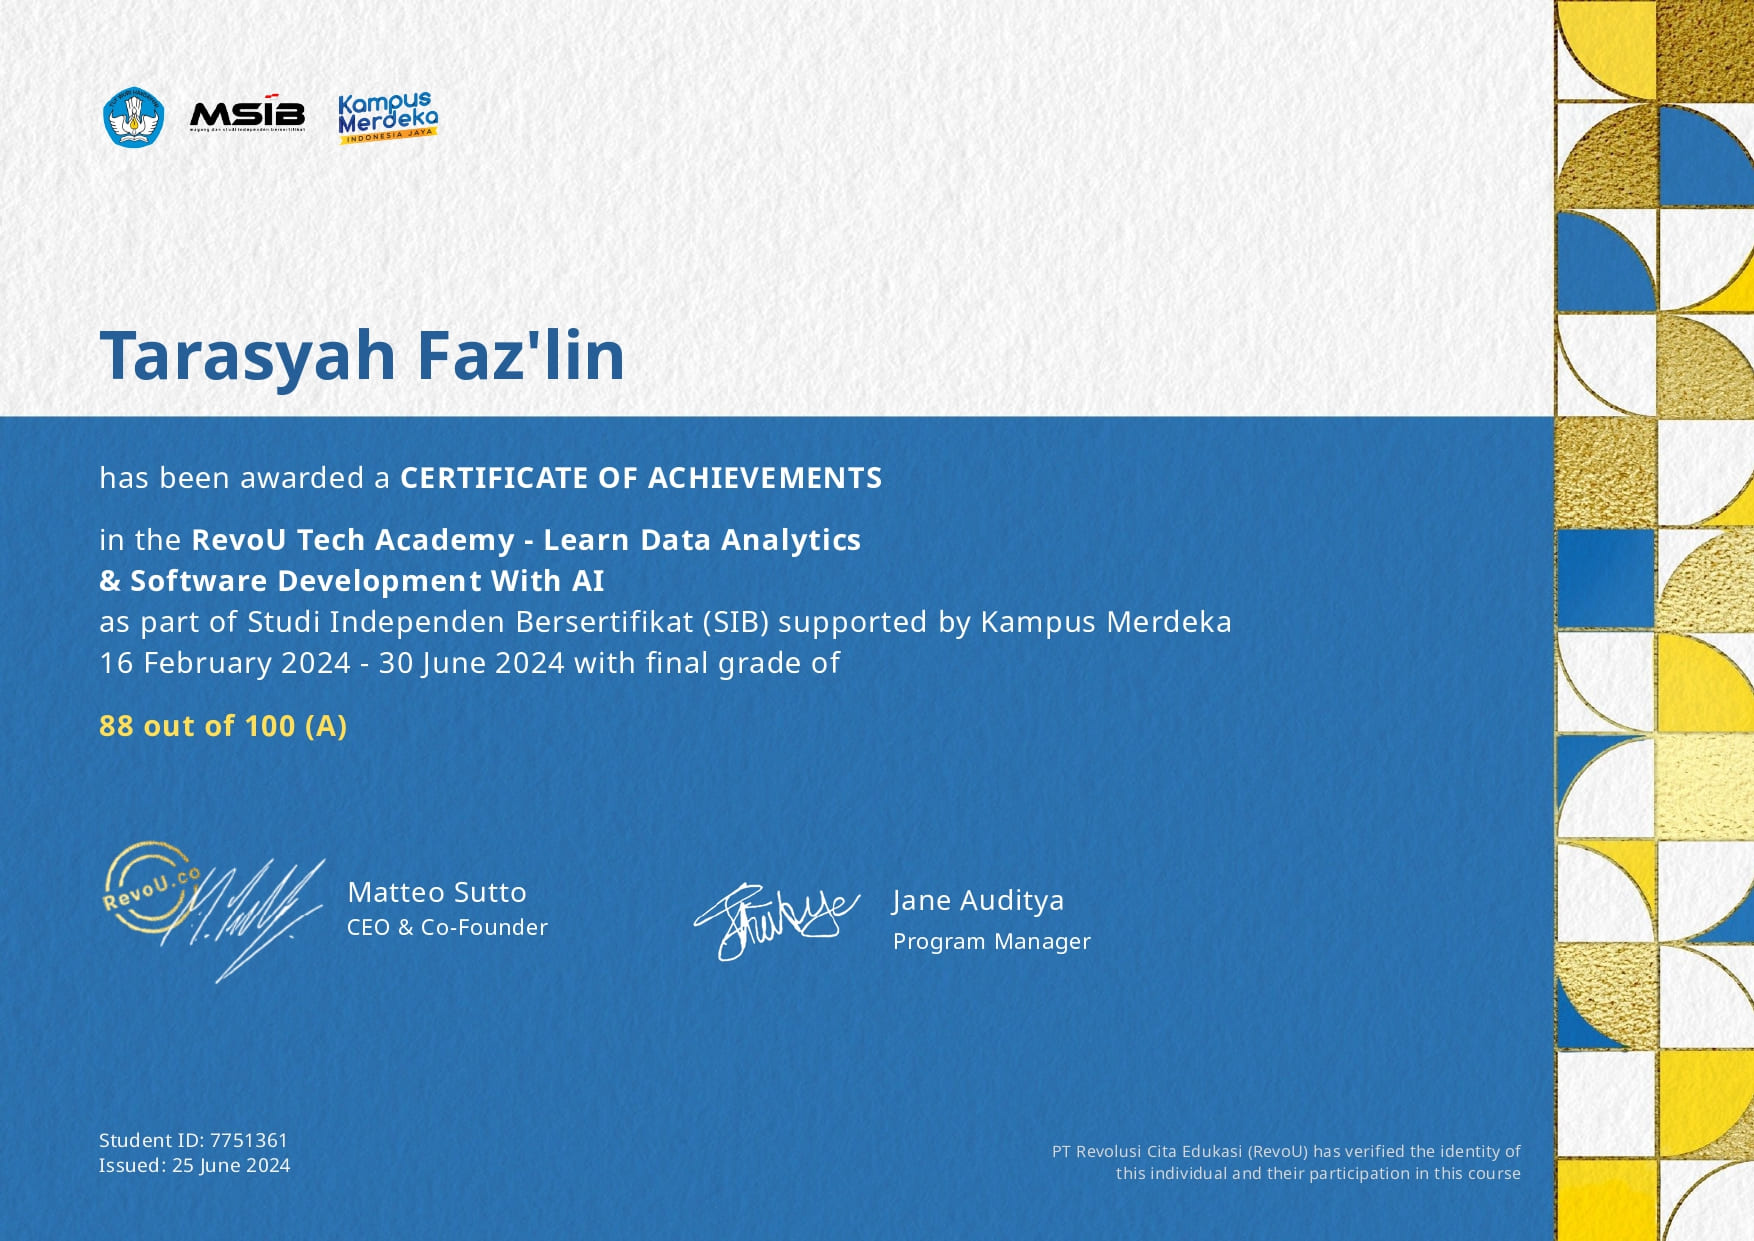 TUT WURI HANDAYANI
MSIB
magang dan studi independen bersertifikat
Kampus
Merdeka
INDONESIA JAYA
Tarasyah Faz'lin
has been awarded a CERTIFICATE OF ACHIEVEMENTS
in the RevoU Tech Academy - Learn Data Analytics
& Software Development With AI
as part of Studi Independen Bersertifikat (SIB) supported by Kampus Merdeka
16 February 2024 - 30 June 2024 with final grade of
88 out of 100 (A)
RevoU.co
Matteo Sutto
CEO & Co-Founder
Jane Auditya
Program Manager
Student ID: 7751361
Issued: 25 June 2024
PT Revolusi Cita Edukasi (RevoU) has verified the identity of
this individual and their participation in this course